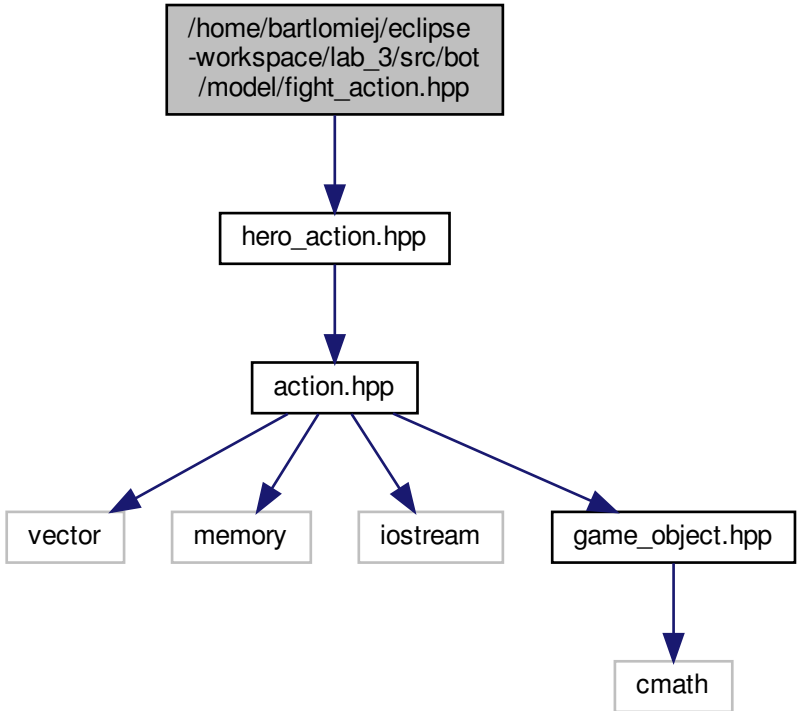 /home/bartlomiej/eclipse
-workspace/lab_3/src/bot
/model/fight_action.hpp
hero_action.hpp
action.hpp
vector
memory
iostream
game_object.hpp
cmath